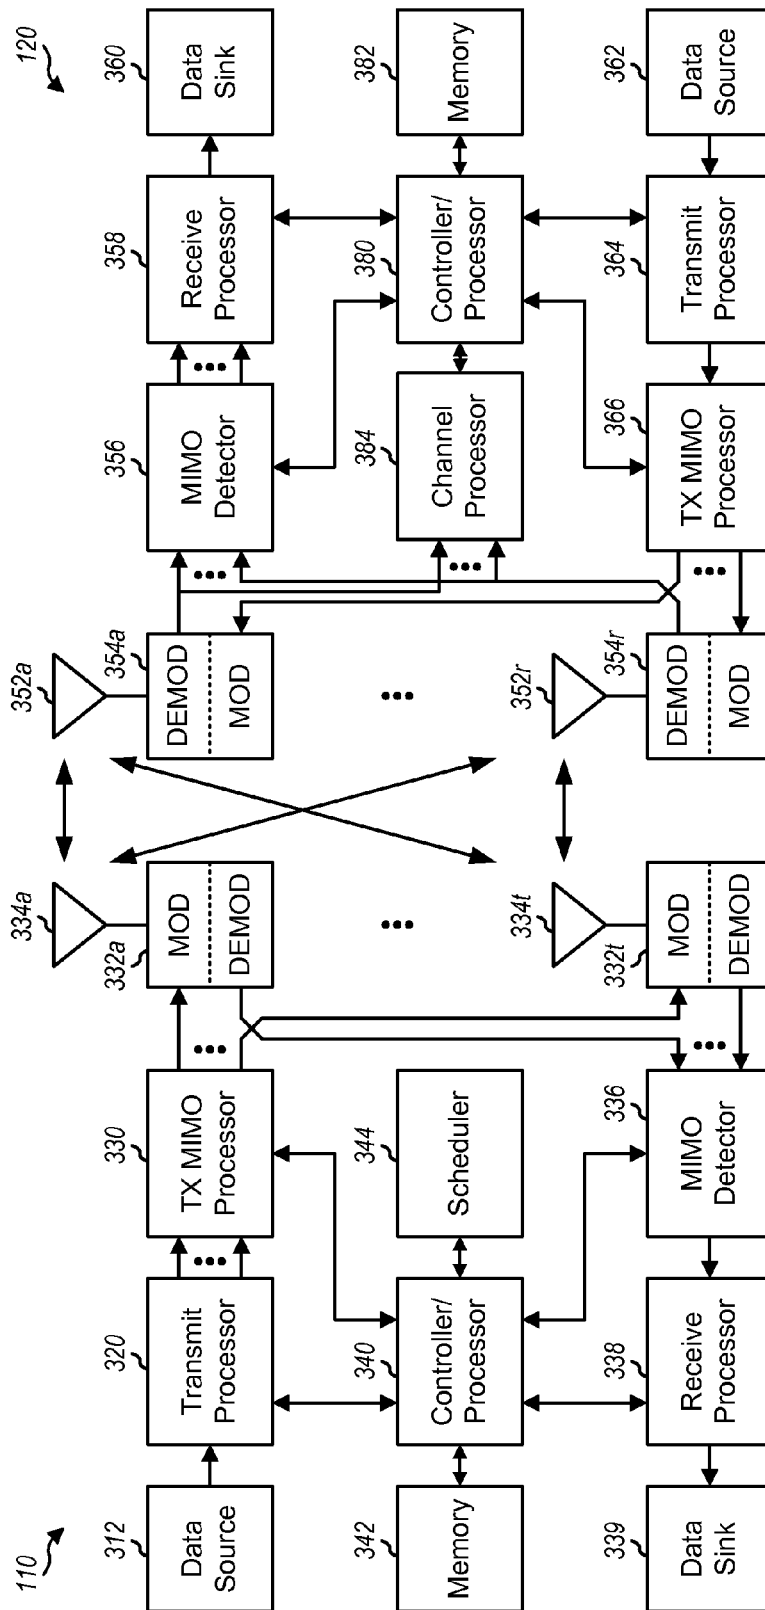 110
120
312
Data
Source
320
Transmit
Processor
330
TX MIMO
Processor
332a
MOD
DEMOD
334a
352a
354a
DEMOD
MOD
356
MIMO
Detector
358
Receive
Processor
360
Data
Sink
342
Memory
340
Controller/
Processor
344
Scheduler
384
Channel
Processor
380
Controller/
Processor
382
Memory
339
Data
Sink
338
Receive
Processor
336
MIMO
Detector
332t
MOD
DEMOD
334t
352r
354r
DEMOD
MOD
366
TX MIMO
Processor
364
Transmit
Processor
362
Data
Source